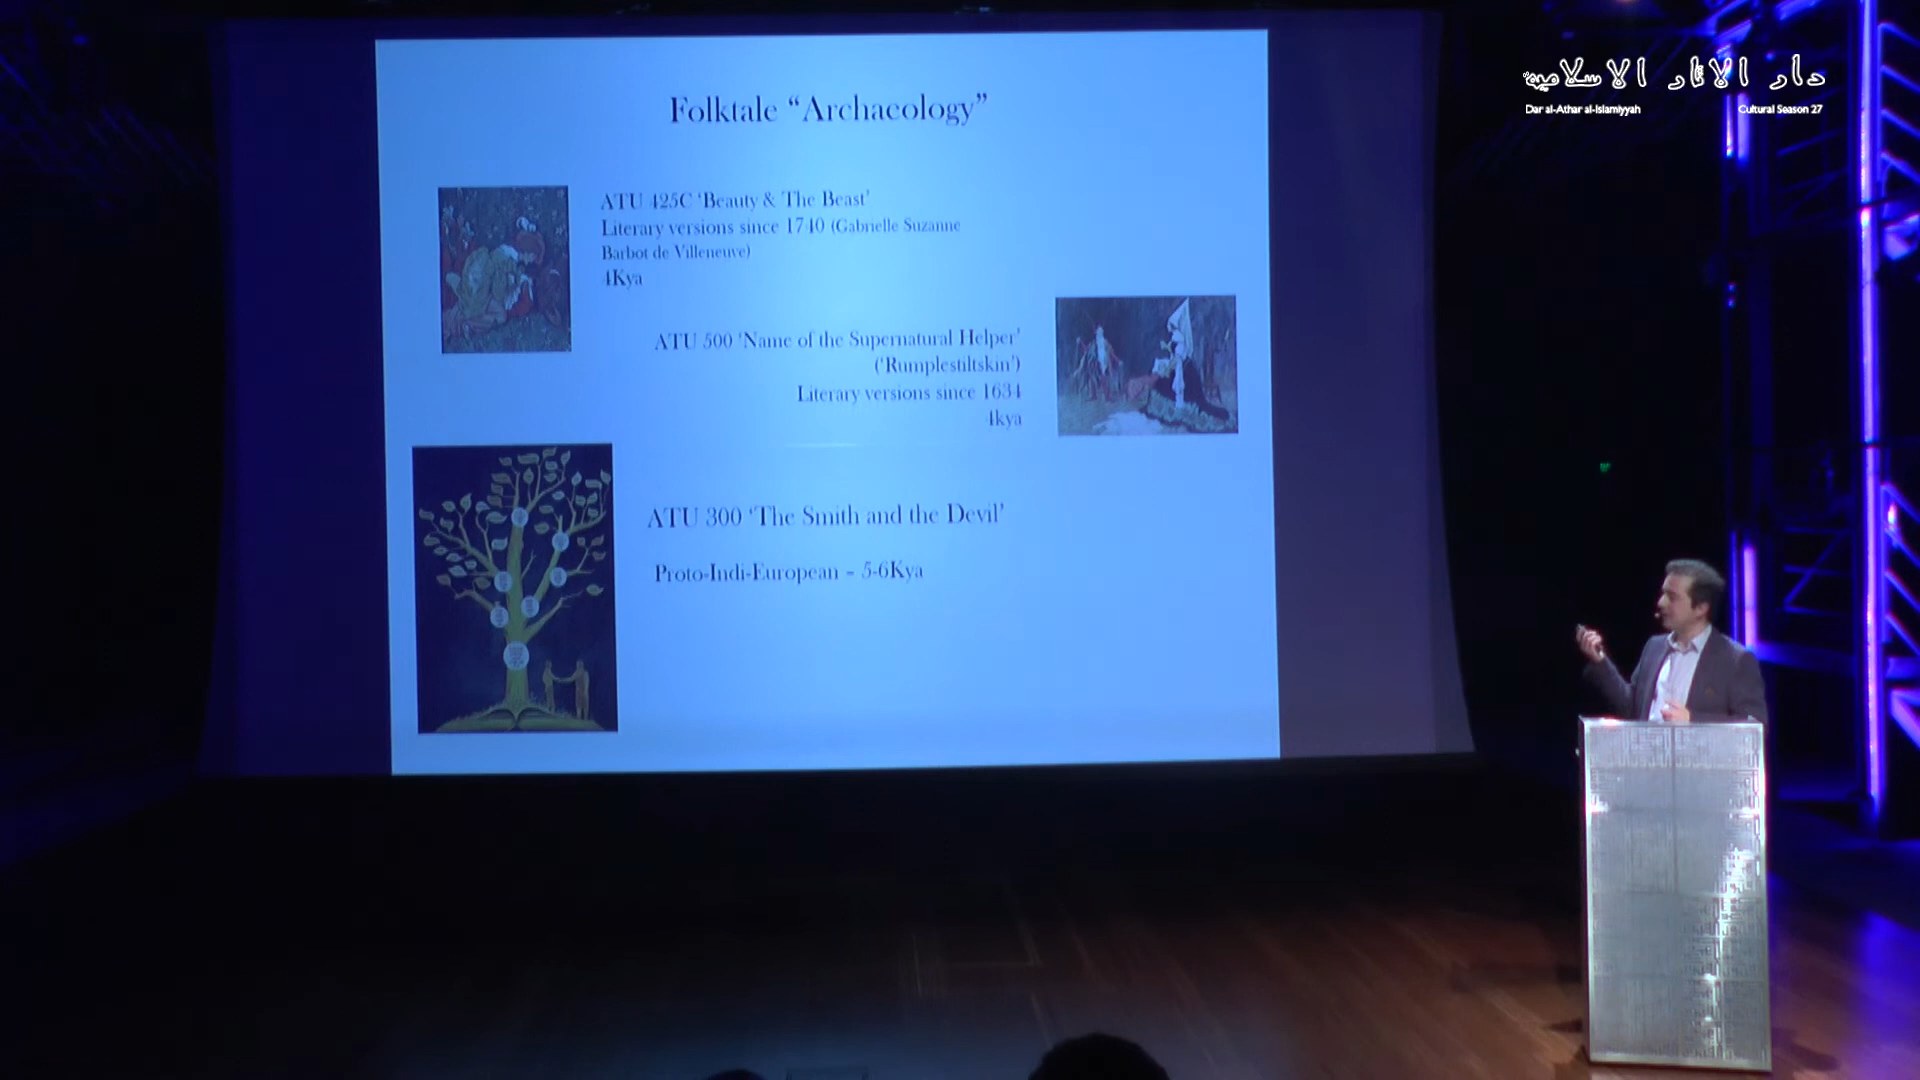 Folktale “Archaeology”
ATU 425C ‘Beauty & The Beast’
Literary versions since 1740 (Gabrielle Suzanne
Barbot de Villeneuve)
4Kya
ATU 500 ‘Name of the Supernatural Helper’
(‘Rumplestiltskin’)
Literary versions since 1634
4kya
ATU 300 ‘The Smith and the Devil’
Proto-Indi-European – 5-6Kya
دار الاثار الاسلاميه
Dar al-Athar al-Islamiyyah
Cultural Season 27